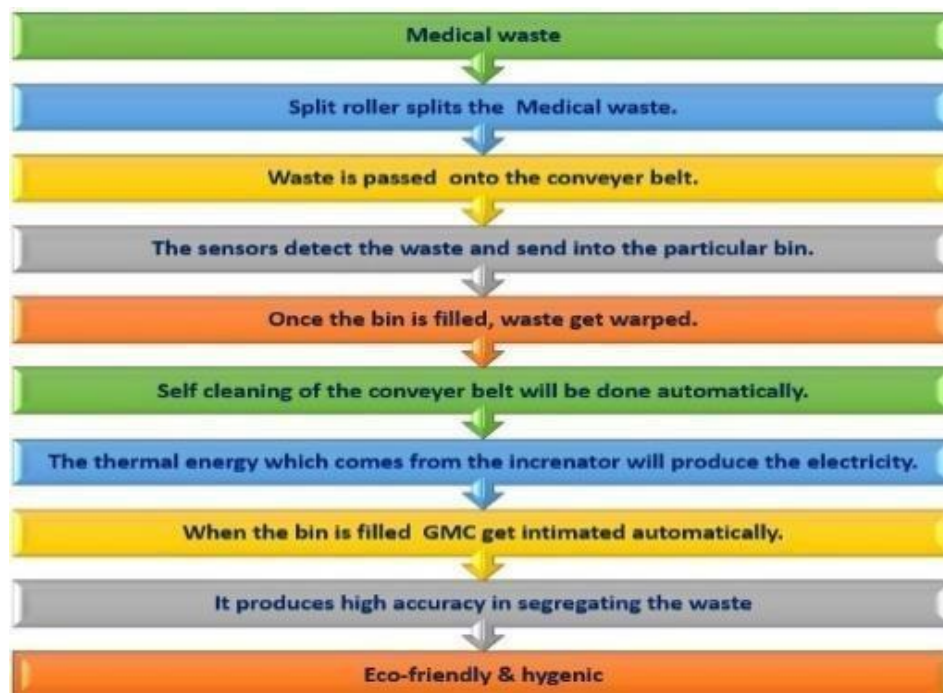 Medical waste
Split roller splits the Medical waste.
Waste is passed onto the conveyer belt.
The sensors detect the waste and send into the particular bin.
Once the bin is filled, waste get warped.
Self cleaning of the conveyer belt will be done automatically.
The thermal energy which comes from the increnator will produce the electricity.
When the bin is filled GMC get intimated automatically.
It produces high accuracy in segregating the waste
Eco-friendly & hygenic